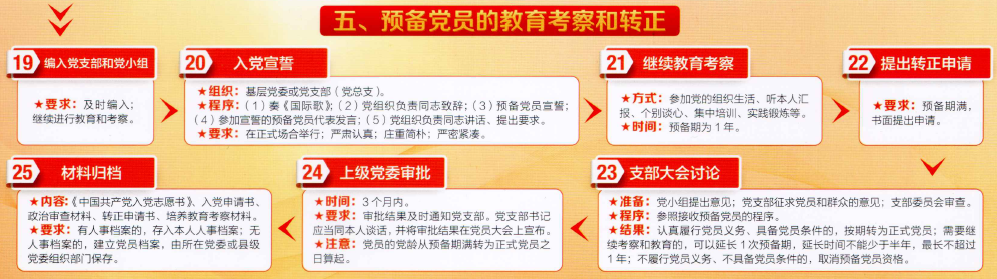 五、预备党员的教育考察和转正
19 编入党支部和党小组
★要求：及时编入；
继续进行教育和考察。
20 入党宣誓
★组织：基层党委或党支部（党总支）。
★程序：（1）奏《国际歌》；（2）党组织负责同志致辞；（3）预备党员宣誓；
（4）参加宣誓的预备党员代表发言；（5）党组织负责同志讲话、提出要求。
★要求：在正式场合举行；严肃认真；庄重简朴；严密紧凑。
21 继续教育考察
★方式：参加党的组织生活、听本人汇
报、个别谈心、集中培训、实践锻炼等。
★时间：预备期为1年。
22 提出转正申请
★要求：预备期满，
书面提出申请。
23 支部大会讨论
★准备：党小组提出意见；党支部征求党员和群众的意见；支部委员会审查。
★程序：参照接收预备党员的程序。
★结果：认真履行党员义务、具备党员条件的，按期转为正式党员；需要继
续考察和教育的，可以延长1次预备期，延长时间不能少于半年，最长不超过
1年；不履行党员义务、不具备党员条件的，取消预备党员资格。
24 上级党委审批
★时间：3个月内。
★要求：审批结果及时通知党支部。党支部书记
应当同本人谈话，并将审批结果在党员大会上宣布。
★注意：党员的党龄从预备期满转为正式党员之
日算起。
25 材料归档
★内容：《中国共产党入党志愿书》、入党申请书、
政治审查材料、转正申请书、培养教育考察材料。
★要求：有人事档案的，存入本人人事档案；无
人事档案的，建立党员档案，由所在党委或县级
党委组织部门保存。